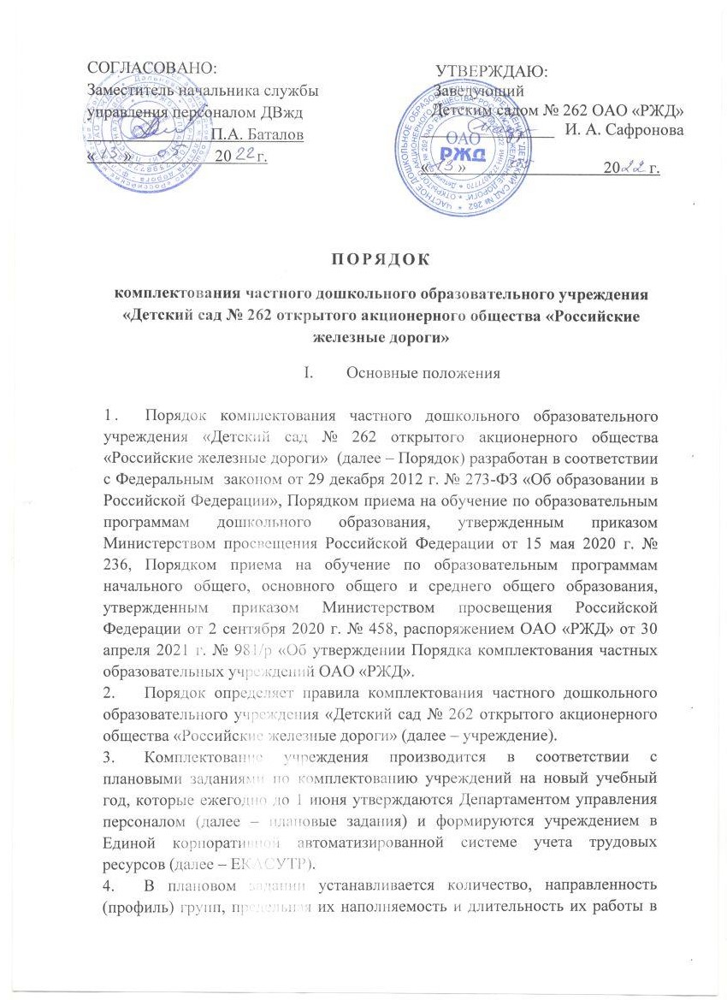 СОГЛАСОВАНО:
Заместитель начальника службы
управления персоналом ДВжд
П.А. Баталов
« 13 » 05 2022 г.
УТВЕРЖДАЮ:
Заведующий
Детским садом № 262 ОАО «РЖД»
И. А. Сафронова
« 13 » 2022 г.
ОАО
РЖД
ПОРЯДОК
комплектования частного дошкольного образовательного учреждения
«Детский сад № 262 открытого акционерного общества «Российские
железные дороги»
I. Основные положения
1. Порядок комплектования частного дошкольного образовательного
учреждения «Детский сад № 262 открытого акционерного общества
«Российские железные дороги» (далее – Порядок) разработан в соответствии
с Федеральным законом от 29 декабря 2012 г. № 273-ФЗ «Об образовании в
Российской Федерации», Порядком приема на обучение по образовательным
программам дошкольного образования, утвержденным приказом
Министерством просвещения Российской Федерации от 15 мая 2020 г. №
236, Порядком приема на обучение по образовательным программам
начального общего, основного общего и среднего общего образования,
утвержденным приказом Министерством просвещения Российской
Федерации от 2 сентября 2020 г. № 458, распоряжением ОАО «РЖД» от 30
апреля 2021 г. № 981/р «Об утверждении Порядка комплектования частных
образовательных учреждений ОАО «РЖД».
2. Порядок определяет правила комплектования частного дошкольного
образовательного учреждения «Детский сад № 262 открытого акционерного
общества «Российские железные дороги» (далее – учреждение).
3. Комплектование учреждения производится в соответствии с
плановыми заданиями по комплектованию учреждений на новый учебный
год, которые ежегодно до 1 июня утверждаются Департаментом управления
персоналом (далее – плановые задания) и формируются учреждением в
Единой корпоративной автоматизированной системе учета трудовых
ресурсов (далее – ЕКАСУТР).
4. В плановом задании устанавливается количество, направленность
(профиль) групп, предельная их наполняемость и длительность их работы в